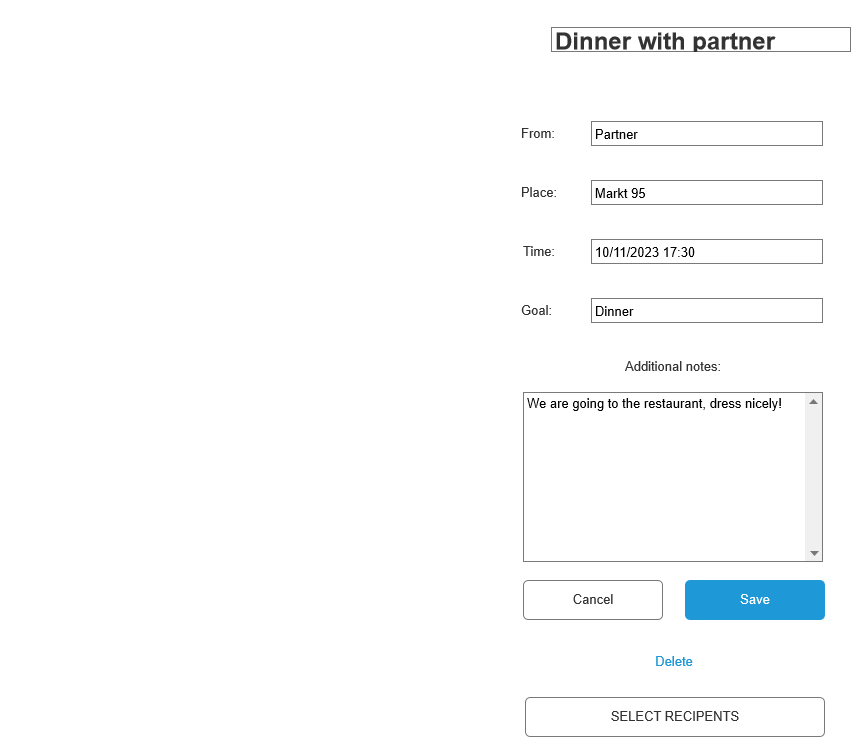 Dinner with partner
From: Partner
Place: Markt 95
Time: 10/11/2023 17:30
Goal: Dinner
Additional notes:
We are going to the restaurant, dress nicely!
Cancel Save
Delete
SELECT RECIPENTS